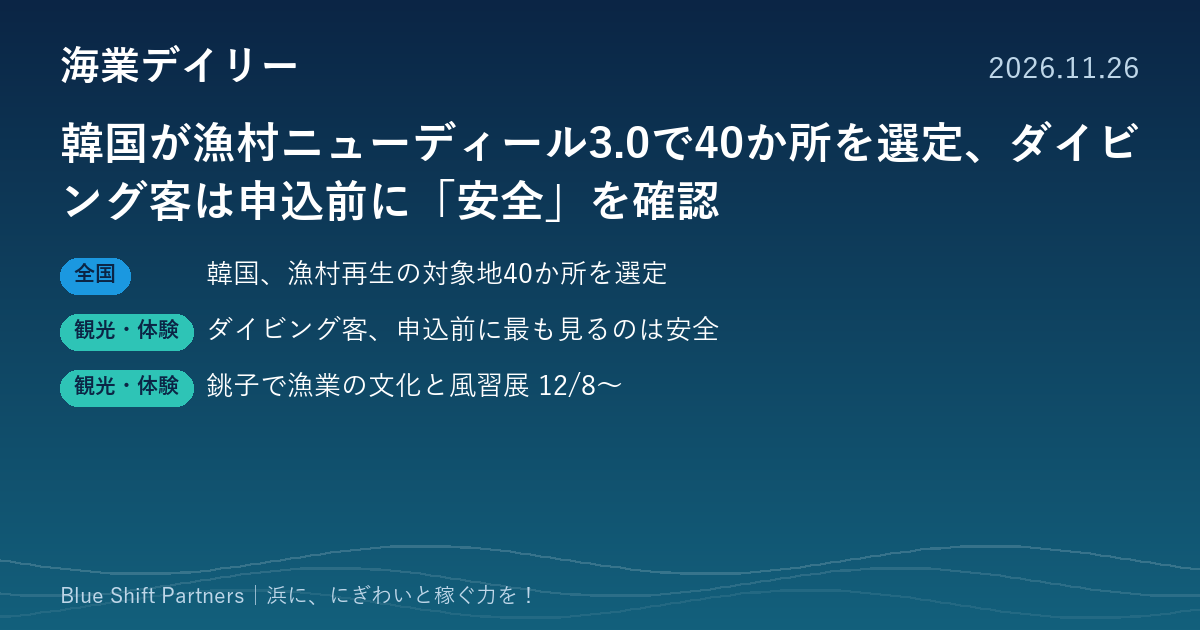 海業デイリー
2026.11.26
韓国が漁村ニューディール3.0で40か所を選定、ダイビ
ング客は申込前に「安全」を確認
全国 韓国、漁村再生の対象地40か所を選定
観光・体験 ダイビング客、申込前に最も見るのは安全
観光・体験 銚子で漁業の文化と風習展 12/8〜
Blue Shift Partners｜浜に、にぎわいと稼ぐ力を！